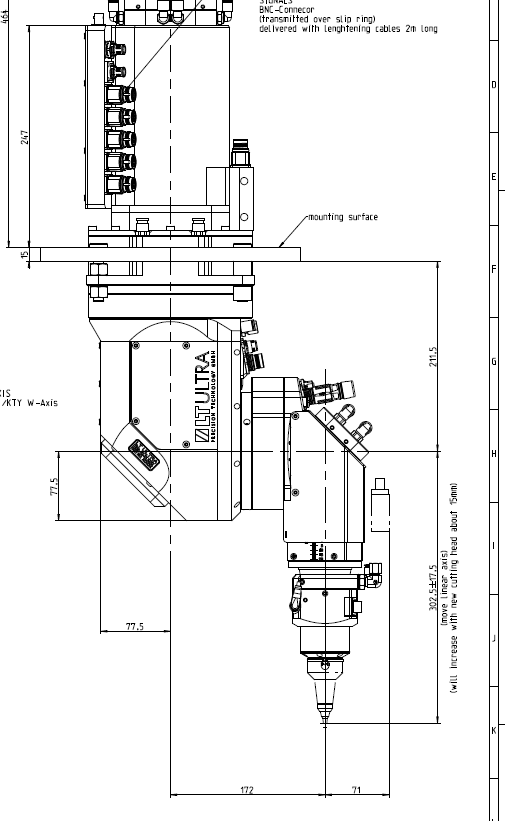 SIGNALS
BNC-Connecor
(transmitted over slip ring)
delivered with lenghtening cables 2m long
464
D
247
E
mounting surface
15
F
211.5
G
LT ULTRA
PRECISION TECHNOLOGY GMBH
XIS
/KTY W-Axis
H
77.5
I
302.5±17.5
(move linear axis)
(will increase with new cutting head about 15mm)
77.5
J
K
172
71